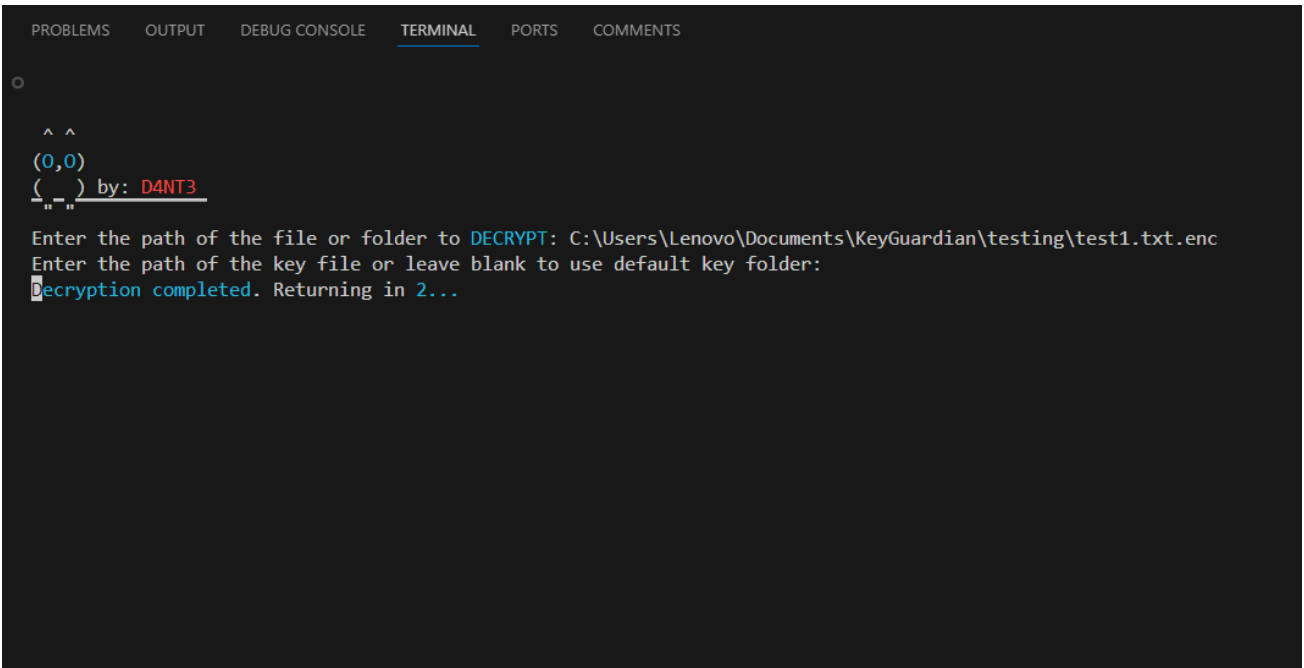 PROBLEMS OUTPUT DEBUG CONSOLE TERMINAL PORTS COMMENTS
^ ^
(O,O)
(   ) by: D4NT3
-"-"-
Enter the path of the file or folder to DECRYPT: C:\Users\Lenovo\Documents\KeyGuardian\testing\test1.txt.enc
Enter the path of the key file or leave blank to use default key folder:
Decryption completed. Returning in 2...